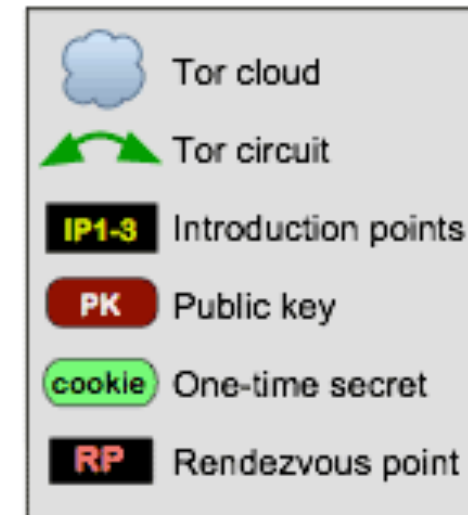 Tor cloud
Tor circuit
IP1-3 Introduction points
PK Public key
cookie One-time secret
RP Rendezvous point